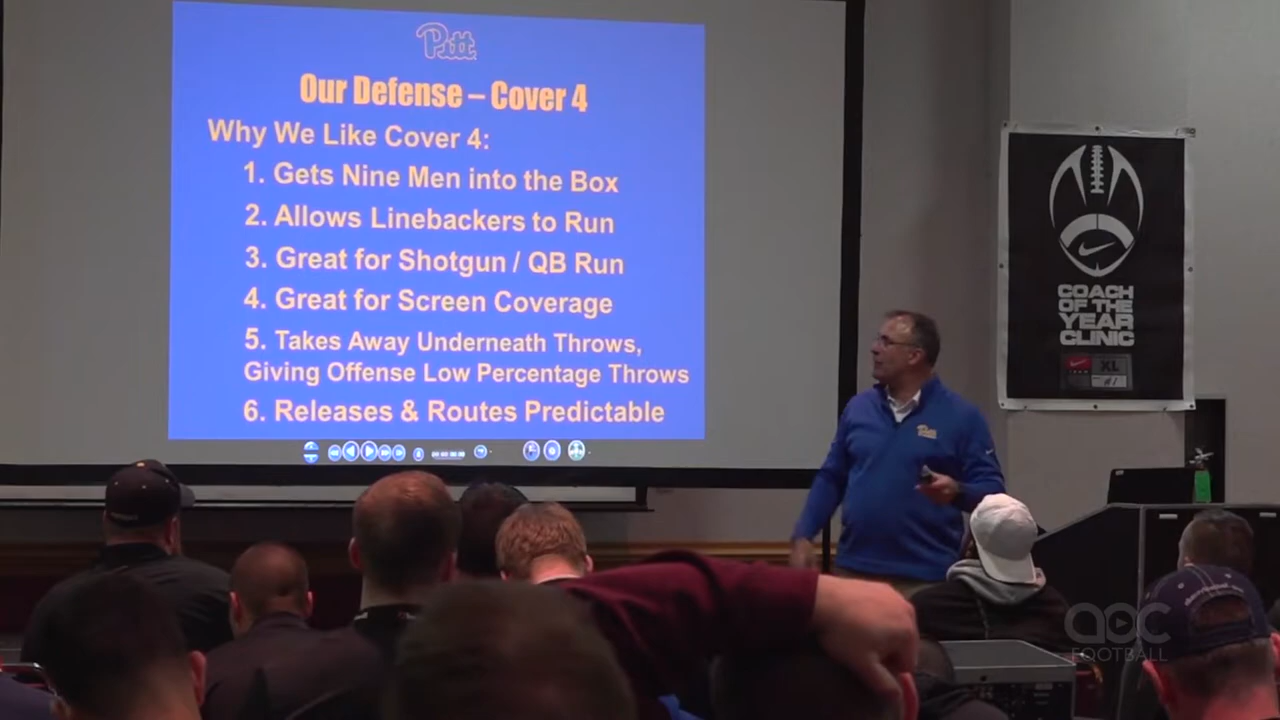 Pitt
Our Defense – Cover 4
Why We Like Cover 4:
1. Gets Nine Men into the Box
2. Allows Linebackers to Run
3. Great for Shotgun / QB Run
4. Great for Screen Coverage
5. Takes Away Underneath Throws,
Giving Offense Low Percentage Throws
6. Releases & Routes Predictable
COACH
OF THE
YEAR
CLINIC
XL
#1
Pitt
aoc
FOOTBALL